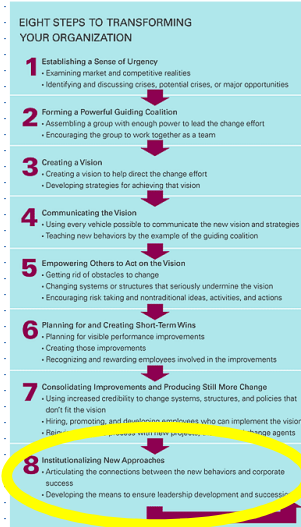 EIGHT STEPS TO TRANSFORMING
YOUR ORGANIZATION
1 Establishing a Sense of Urgency
• Examining market and competitive realities
• Identifying and discussing crises, potential crises, or major opportunities
2 Forming a Powerful Guiding Coalition
• Assembling a group with enough power to lead the change effort
• Encouraging the group to work together as a team
3 Creating a Vision
• Creating a vision to help direct the change effort
• Developing strategies for achieving that vision
4 Communicating the Vision
• Using every vehicle possible to communicate the new vision and strategies
• Teaching new behaviors by the example of the guiding coalition
5 Empowering Others to Act on the Vision
• Getting rid of obstacles to change
• Changing systems or structures that seriously undermine the vision
• Encouraging risk taking and nontraditional ideas, activities, and actions
6 Planning for and Creating Short-Term Wins
• Planning for visible performance improvements
• Creating those improvements
• Recognizing and rewarding employees involved in the improvements
7 Consolidating Improvements and Producing Still More Change
• Using increased credibility to change systems, structures, and policies that
don't fit the vision
• Hiring, promoting, and developing employees who can implement the vision
• process with new projects, change agents
8 Institutionalizing New Approaches
• Articulating the connections between the new behaviors and corporate
success
• Developing the means to ensure leadership development and succession